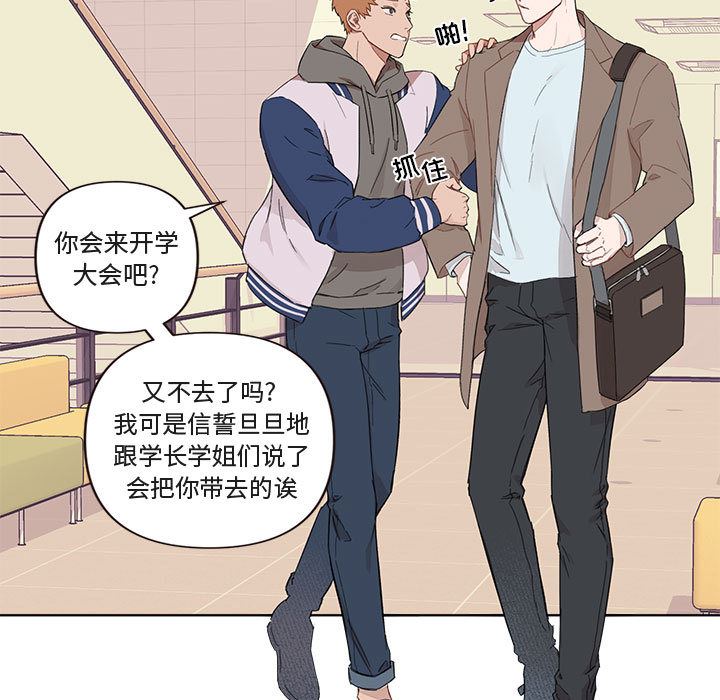 啪!
抓住
你会来开学
大会吧?
又不去了吗?
我可是信誓旦旦地
跟学长学姐们说了
会把你带去的诶